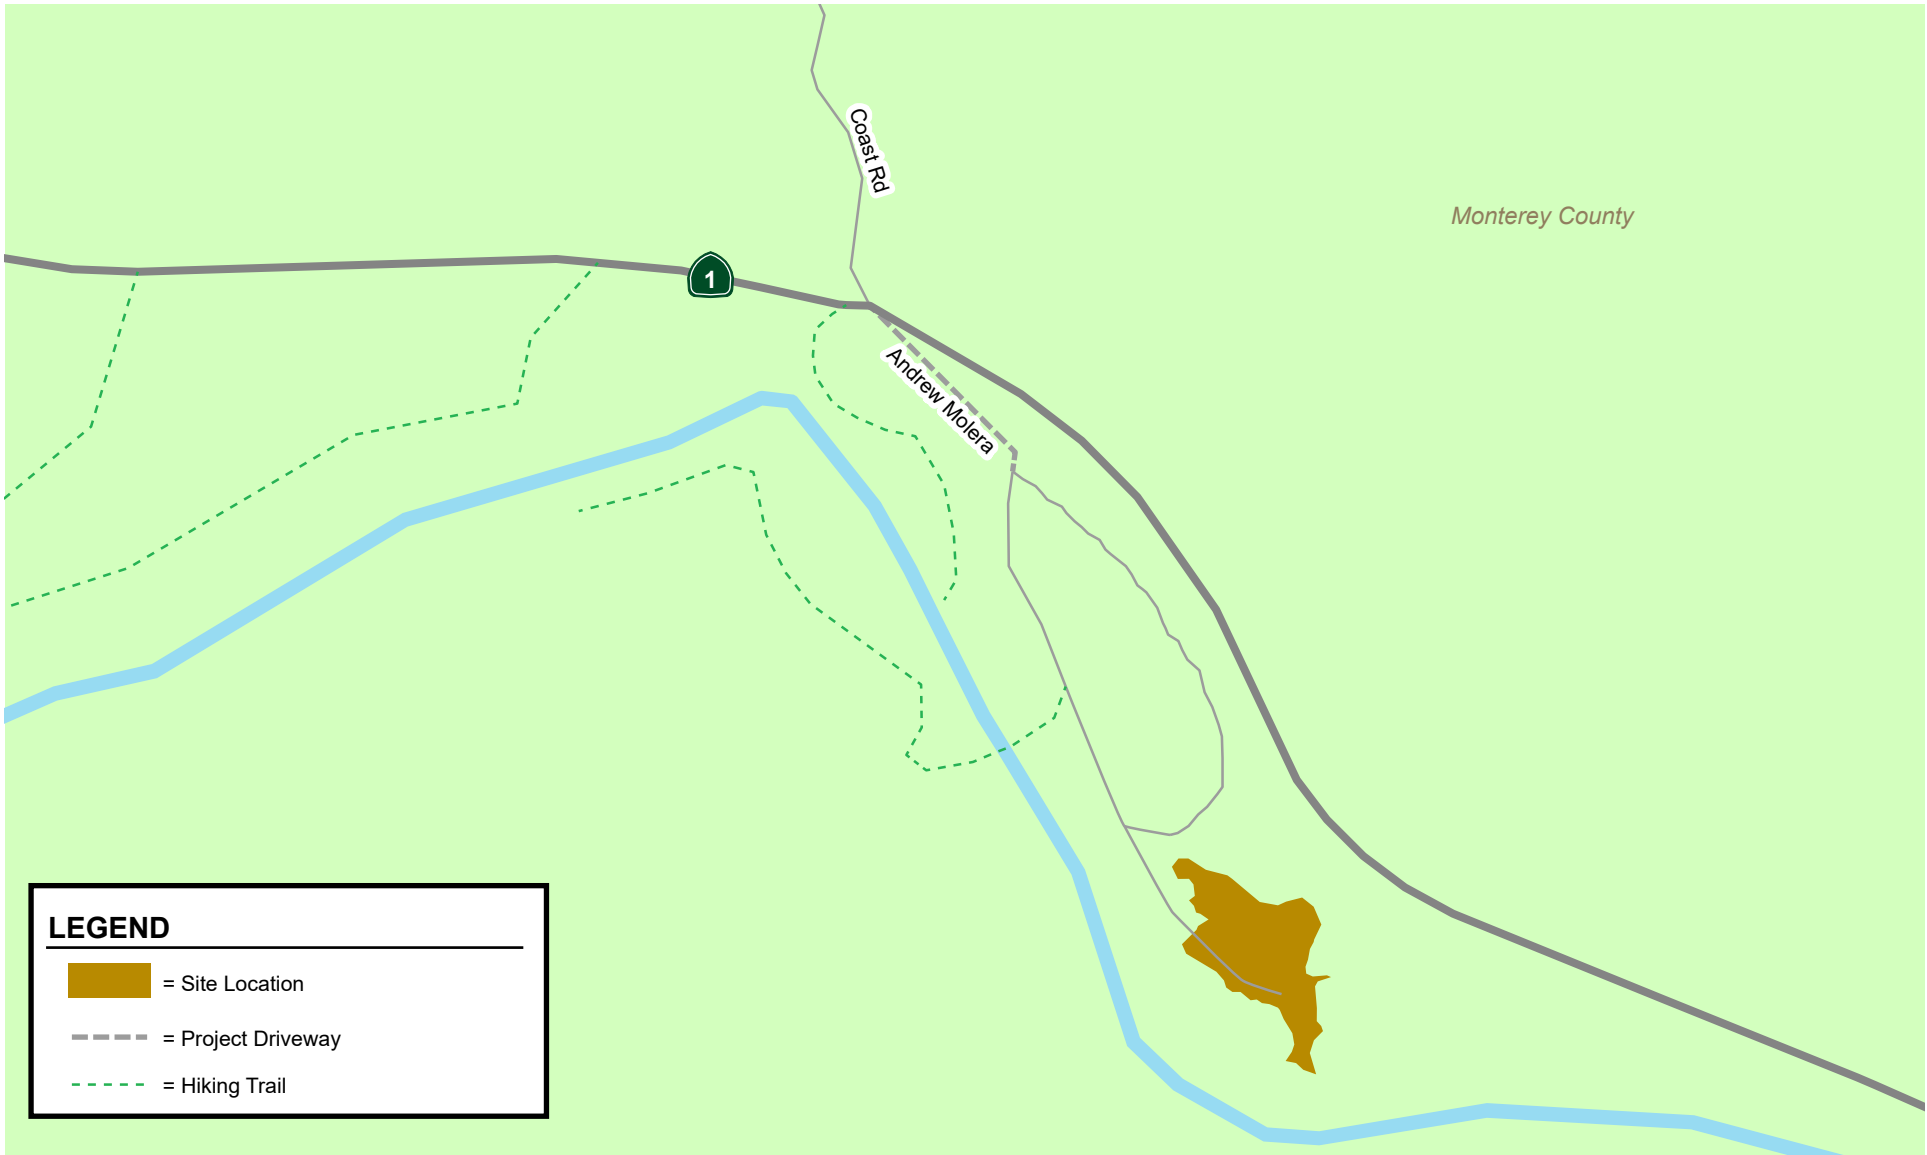 Coast Rd
Monterey County
1
Andrew Molera
LEGEND
= Site Location
= Project Driveway
= Hiking Trail